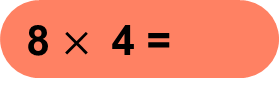 8 × 4 =